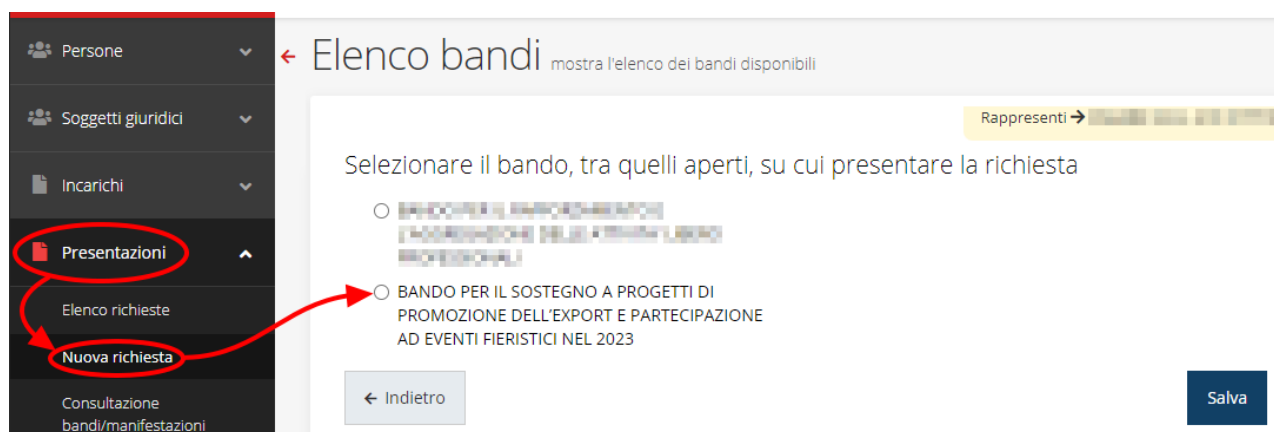 Persone
Soggetti giuridici
Incarichi
Presentazioni
Elenco richieste
Nuova richiesta
Consultazione
bandi/manifestazioni
Elenco bandi mostra l'elenco dei bandi disponibili
Rappresenti
Selezionare il bando, tra quelli aperti, su cui presentare la richiesta
BANDO PER IL SOSTEGNO A PROGETTI DI
PROMOZIONE DELL'EXPORT E PARTECIPAZIONE
AD EVENTI FIERISTICI NEL 2023
Indietro
Salva